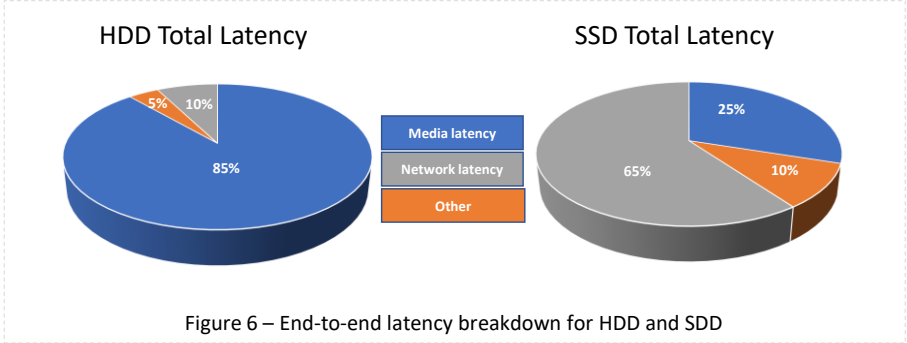 HDD Total Latency
SSD Total Latency
5%
10%
85%
Media latency
Network latency
Other
25%
65%
10%
Figure 6 – End-to-end latency breakdown for HDD and SDD